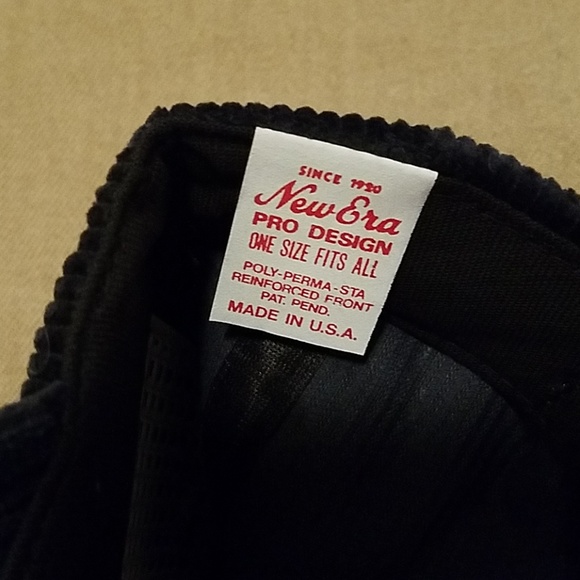 SINCE 1920
New Era
PRO DESIGN
ONE SIZE FITS ALL
POLY-PERMA-STA
REINFORCED FRONT
PAT. PEND.
MADE IN U.S.A.